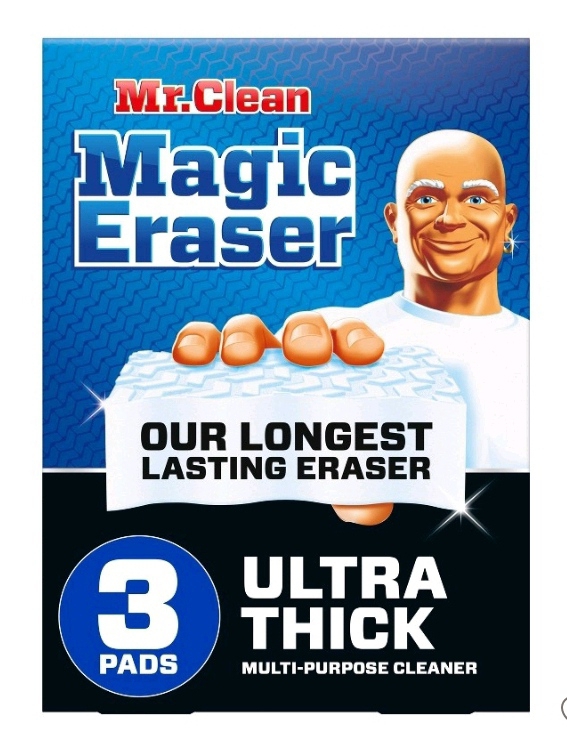 Mr.Clean
Magic
Eraser
OUR LONGEST
LASTING ERASER
3
PADS
ULTRA
THICK
MULTI-PURPOSE CLEANER